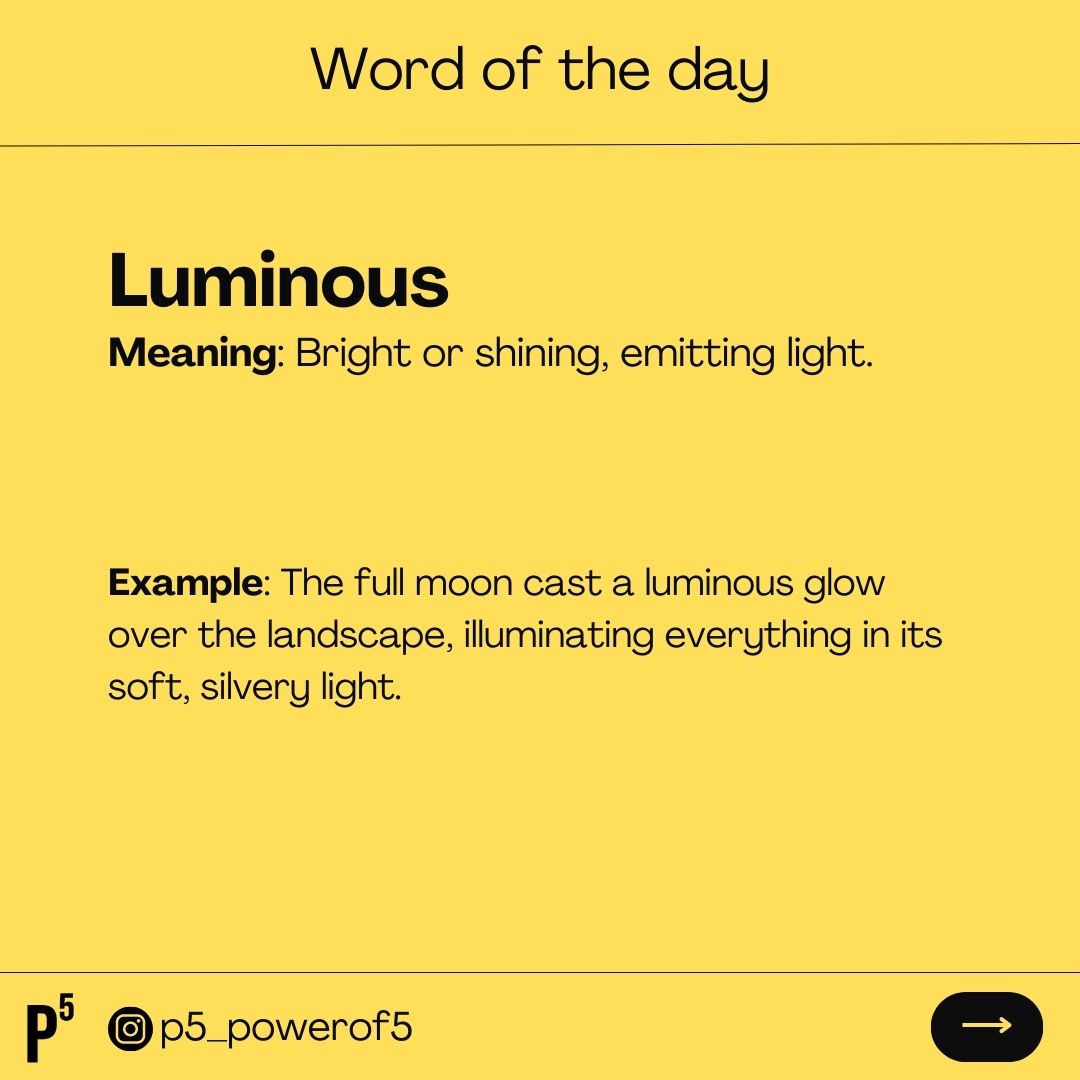 Word of the day
Luminous
Meaning: Bright or shining, emitting light.
Example: The full moon cast a luminous glow
over the landscape, illuminating everything in its
soft, silvery light.
P5 p5_powerof5